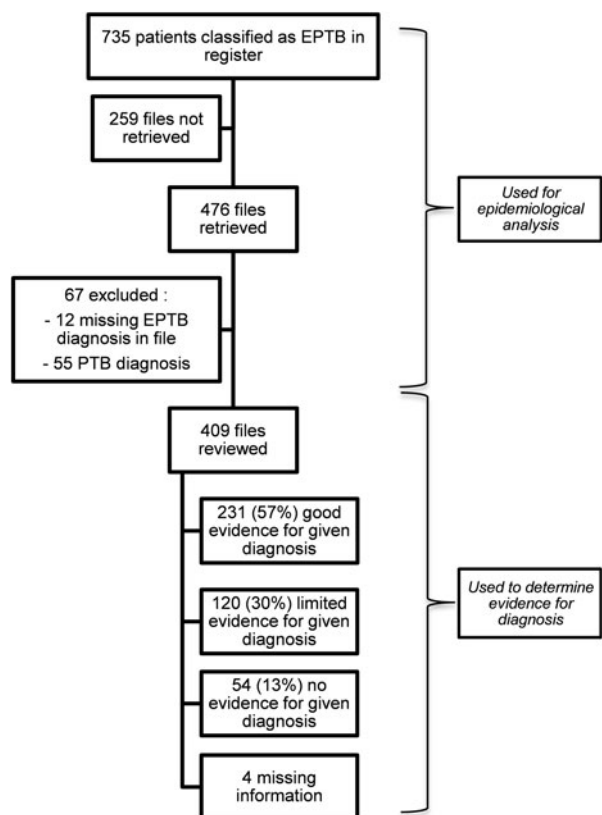 735 patients classified as EPTB in
register
259 files not
retrieved
476 files
retrieved
Used for
epidemiological
analysis
67 excluded :
- 12 missing EPTB
diagnosis in file
- 55 PTB diagnosis
409 files
reviewed
231 (57%) good
evidence for given
diagnosis
120 (30%) limited
evidence for given
diagnosis
Used to determine
evidence for
diagnosis
54 (13%) no
evidence for given
diagnosis
4 missing
information